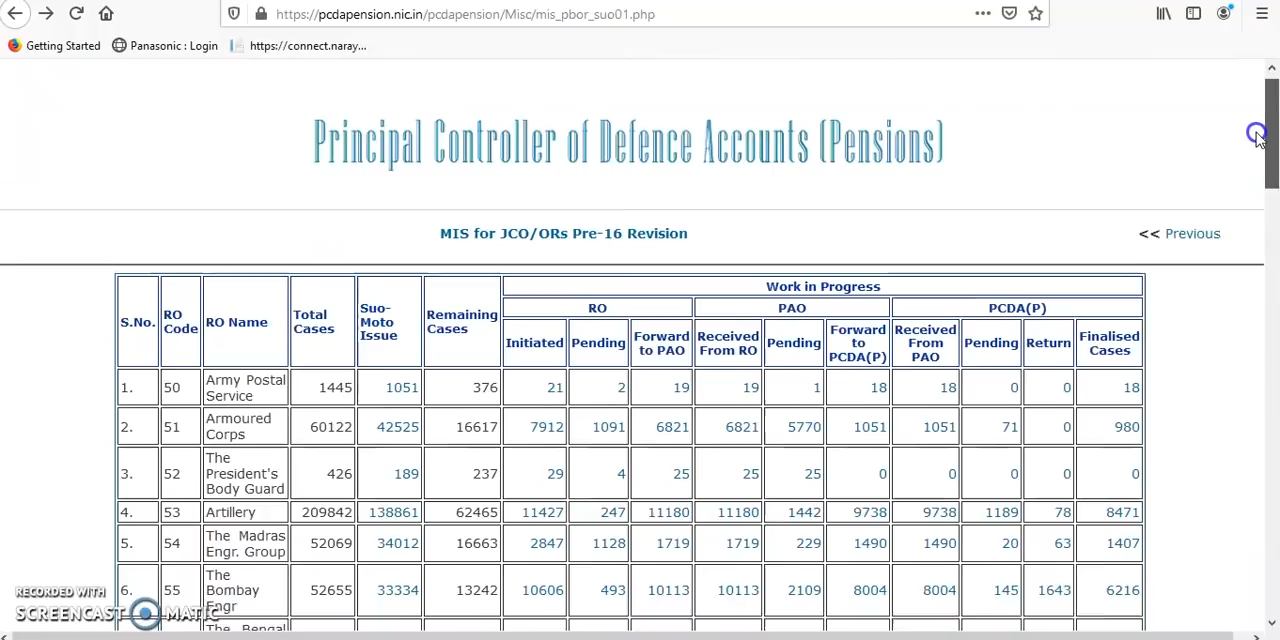 https://pcdapension.nic.in/pcdapension/Misc/mis_pbor_suo01.php
Getting Started Panasonic : Login https://connect.naray...
Principal Controller of Defence Accounts (Pensions)
MIS for JCO/ORs Pre-16 Revision << Previous
S.No. RO Code RO Name Total Cases Suo-Moto Issue Remaining Cases Work in Progress
RO PAO PCDA(P)
Initiated Pending Forward to PAO Received From RO Pending Forward to PCDA(P) Received From PAO Pending Return Finalised Cases
1. 50 Army Postal Service 1445 1051 376 21 2 19 19 1 18 18 0 0 18
2. 51 Armoured Corps 60122 42525 16617 7912 1091 6821 6821 5770 1051 1051 71 0 980
3. 52 The President's Body Guard 426 189 237 29 4 25 25 25 0 0 0 0 0
4. 53 Artillery 209842 138861 62465 11427 247 11180 11180 1442 9738 9738 1189 78 8471
5. 54 The Madras Engr. Group 52069 34012 16663 2847 1128 1719 1719 229 1490 1490 20 63 1407
6. 55 The Bombay Engr 52655 33334 13242 10606 493 10113 10113 2109 8004 8004 145 1643 6216
The Bengal
RECORDED WITH
SCREENCAST MATIC